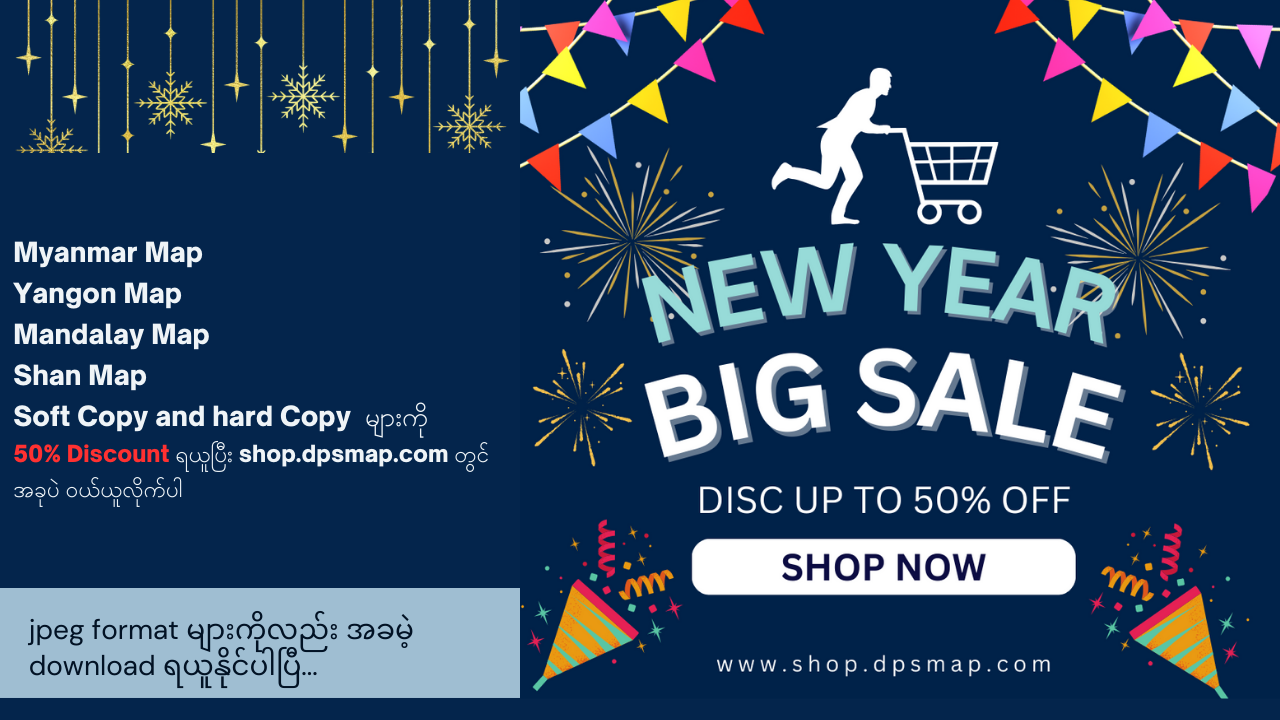 Myanmar Map
Yangon Map
Mandalay Map
Shan Map
Soft Copy and hard Copy များကို
50% Discount ရယူပြီး shop.dpsmap.com တွင်
အခုပဲ ဝယ်ယူလိုက်ပါ
jpeg format များကိုလည်း အခမဲ့
download ရယူနိုင်ပါပြီ...
NEW YEAR
BIG SALE
DISC UP TO 50% OFF
SHOP NOW
www.shop.dpsmap.com